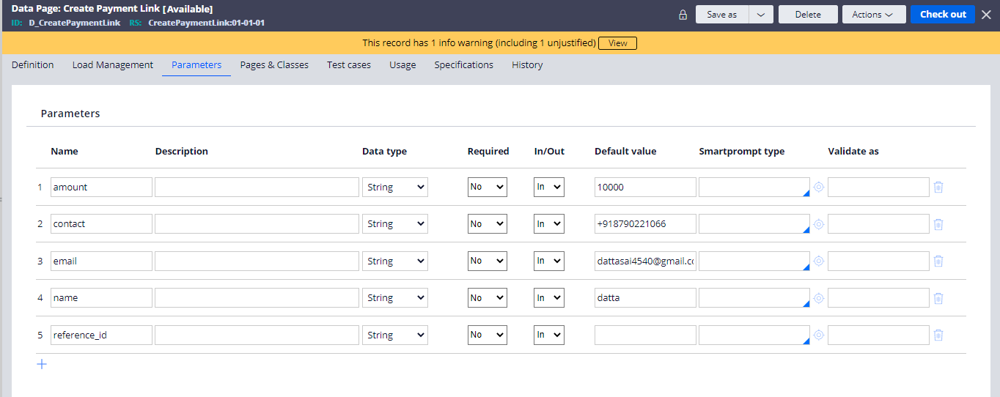 Data Page: Create Payment Link [Available]
ID: D_CreatePaymentLink RS: CreatePaymentLink:01-01-01
Save as Delete Actions Check out
This record has 1 info warning (including 1 unjustified) View
Definition Load Management Parameters Pages & Classes Test cases Usage Specifications History
Parameters
Name Description Data type Required In/Out Default value Smartprompt type Validate as
1 amount String No In 10000
2 contact String No In +918790221066
3 email String No In dattasai4540@gmail.co
4 name String No In datta
5 reference_id String No In